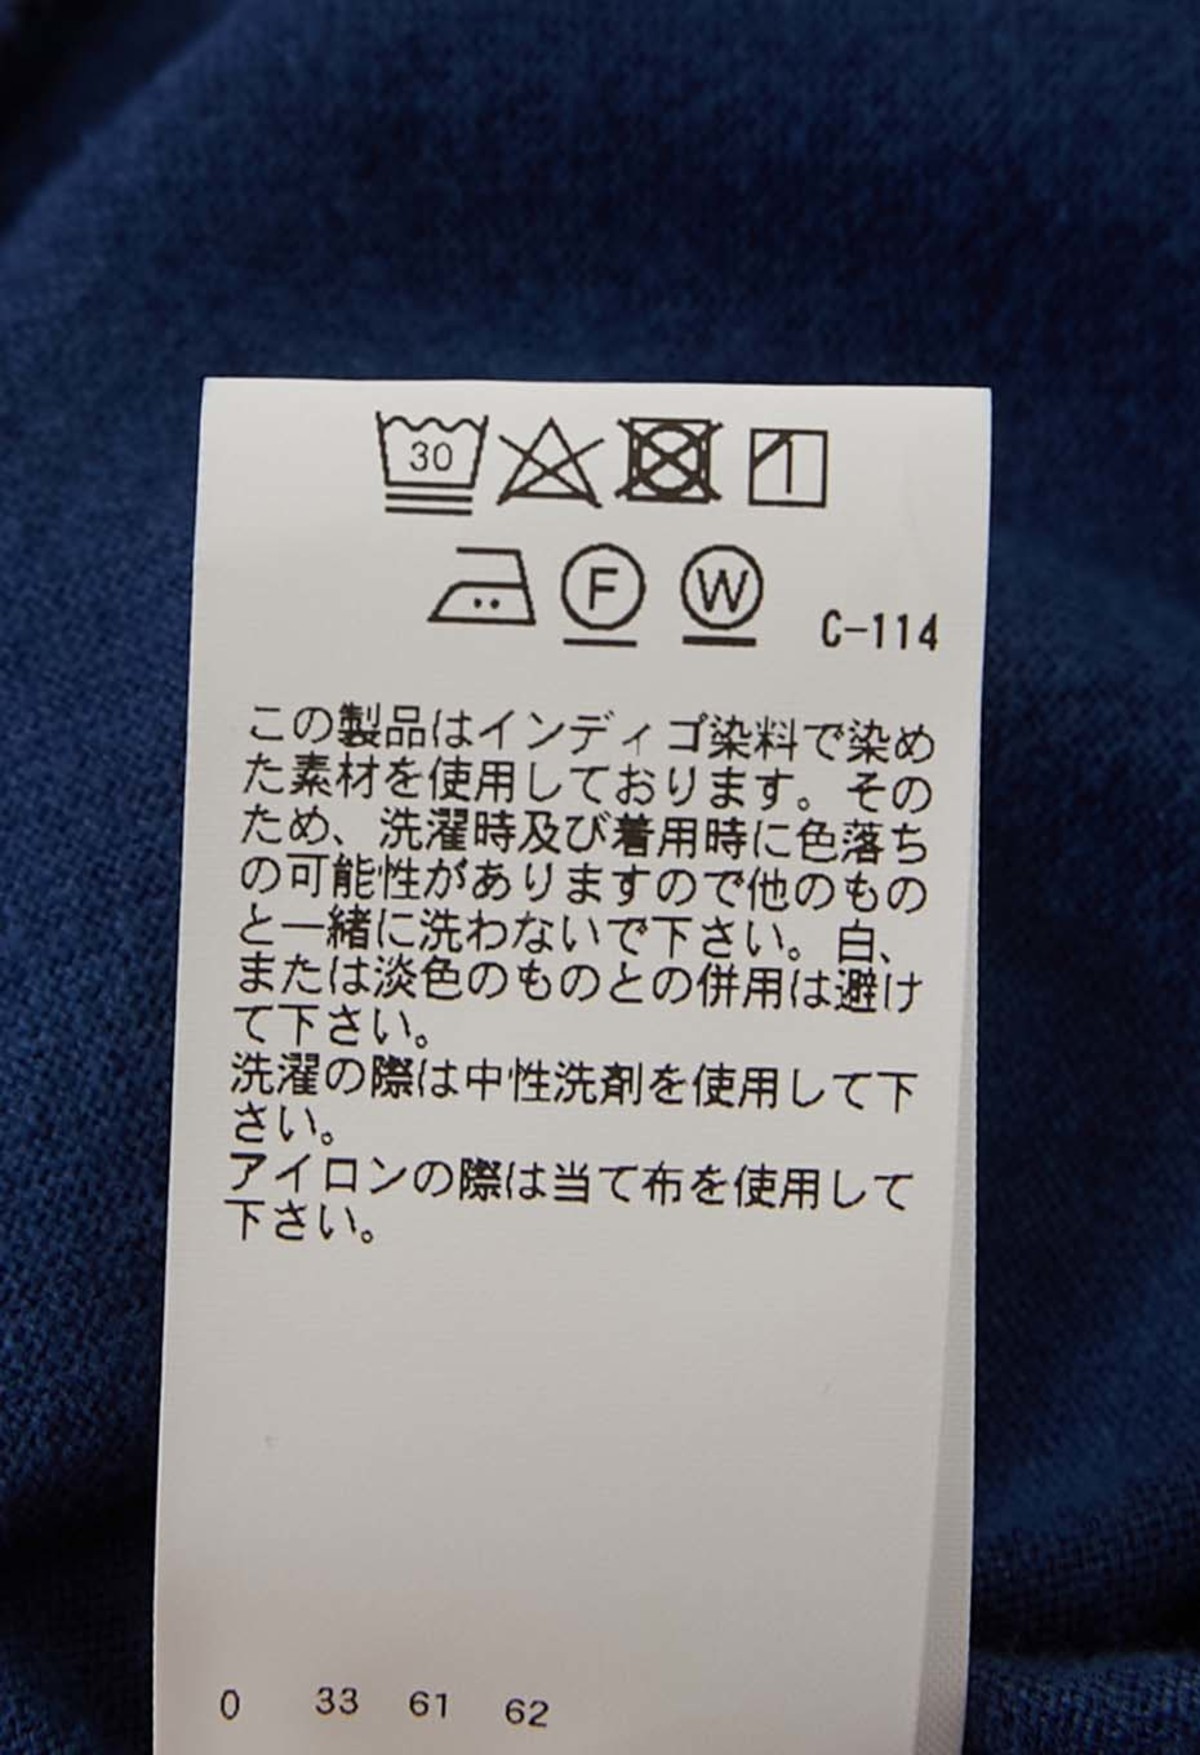 30
F W C-114
この製品はインディゴ染料で染め
た素材を使用しております。その
ため、洗濯時及び着用時に色落ち
の可能性がありますので他のもの
と一緒に洗わないで下さい。白、
または淡色のものとの併用は避け
て下さい。
洗濯の際は中性洗剤を使用して下
さい。
アイロンの際は当て布を使用して
下さい。
0 33 61 62